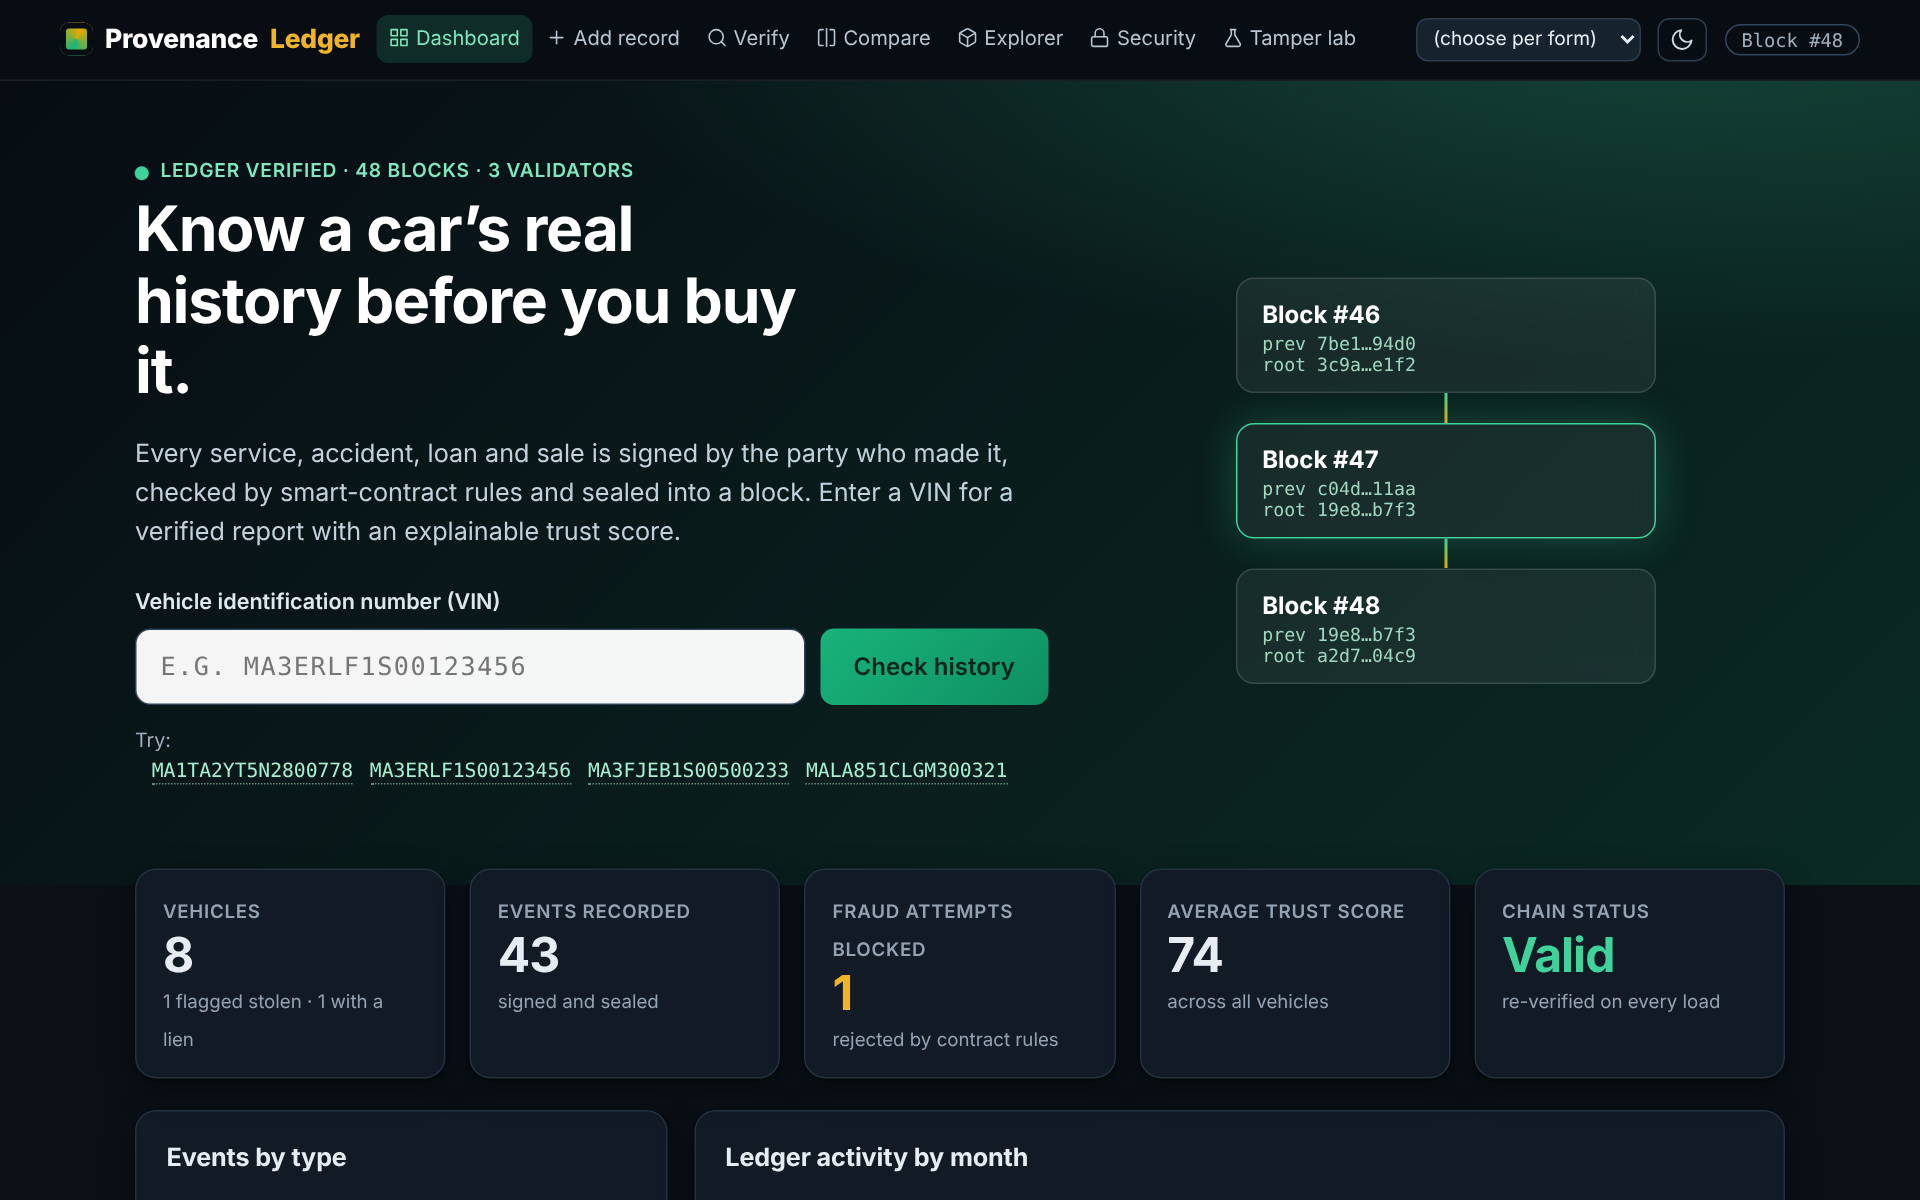 Provenance Ledger
Dashboard
Add record
Verify
Compare
Explorer
Security
Tamper lab
(choose per form)
Block #48
LEDGER VERIFIED · 48 BLOCKS · 3 VALIDATORS
Know a car’s real
history before you buy
it.
Every service, accident, loan and sale is signed by the party who made it,
checked by smart-contract rules and sealed into a block. Enter a VIN for a
verified report with an explainable trust score.
Vehicle identification number (VIN)
E.G. MA3ERLF1S00123456
Check history
Try:
MA1TA2YT5N2800778 MA3ERLF1S00123456 MA3FJEB1S00500233 MALA851CLGM300321
Block #46
prev 7be1…94d0
root 3c9a…e1f2
Block #47
prev c04d…11aa
root 19e8…b7f3
Block #48
prev 19e8…b7f3
root a2d7…04c9
VEHICLES
8
1 flagged stolen · 1 with a
lien
EVENTS RECORDED
43
signed and sealed
FRAUD ATTEMPTS
BLOCKED
1
rejected by contract rules
AVERAGE TRUST SCORE
74
across all vehicles
CHAIN STATUS
Valid
re-verified on every load
Events by type
Ledger activity by month